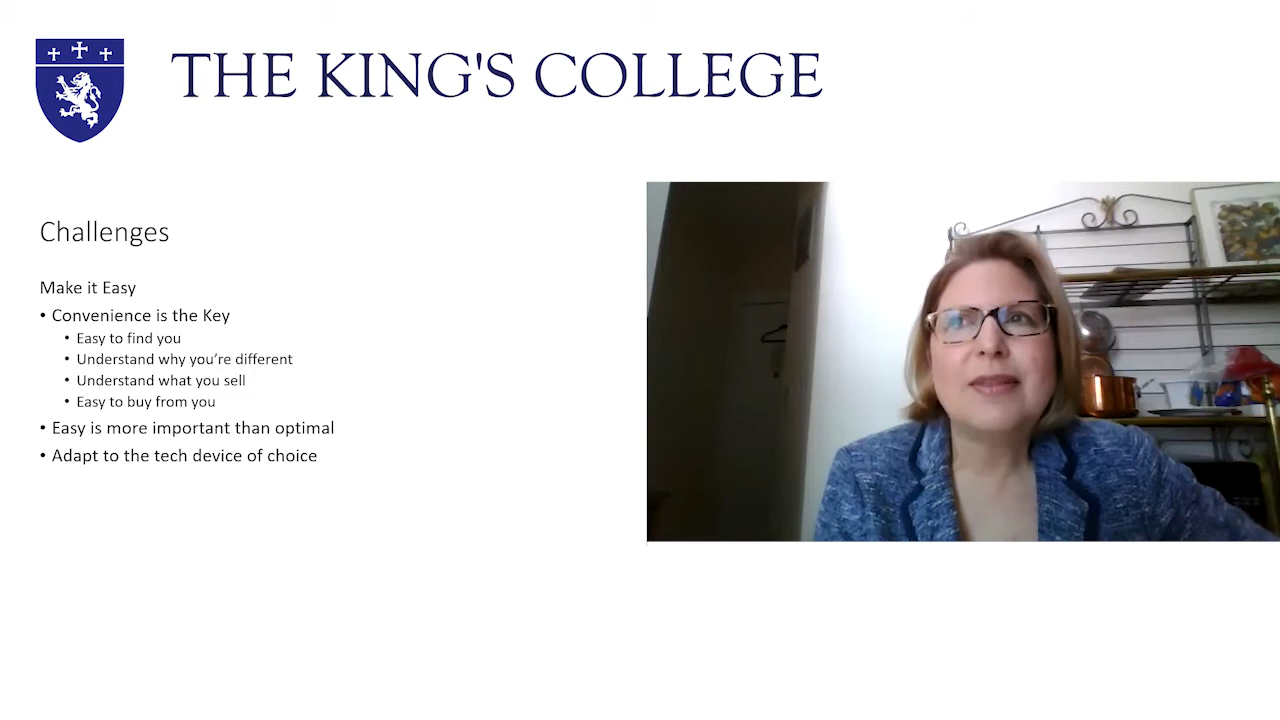 THE KING'S COLLEGE
Challenges
Make it Easy
• Convenience is the Key
• Easy to find you
• Understand why you’re different
• Understand what you sell
• Easy to buy from you
• Easy is more important than optimal
• Adapt to the tech device of choice